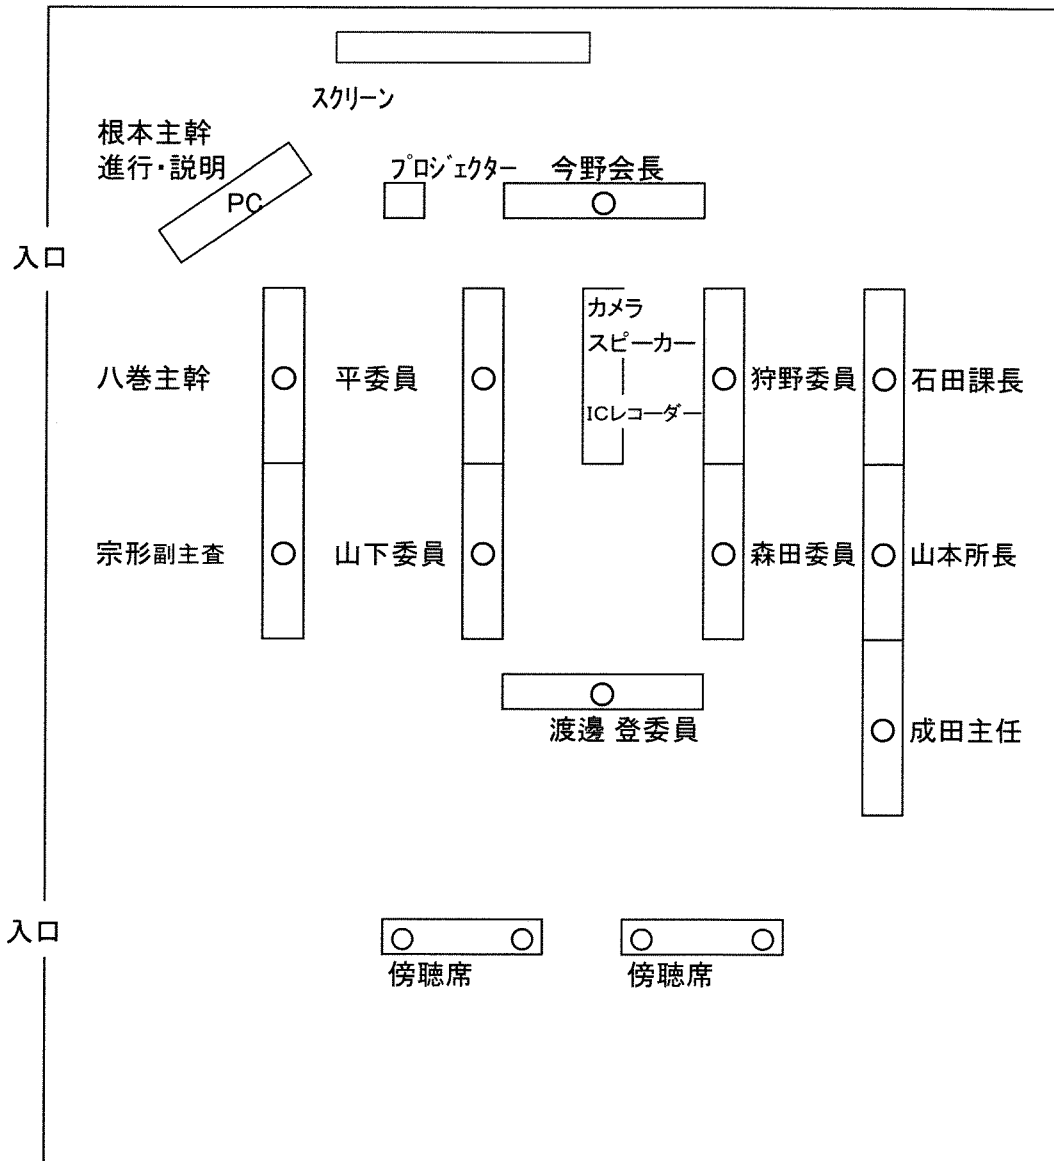 スクリーン
根本主幹
進行・説明
PC
プロジェクター
今野会長
入口
カメラ
スピーカー
ICレコーダー
八巻主幹
平委員
狩野委員
石田課長
宗形副主査
山下委員
森田委員
山本所長
渡邊 登委員
成田主任
入口
傍聴席
傍聴席